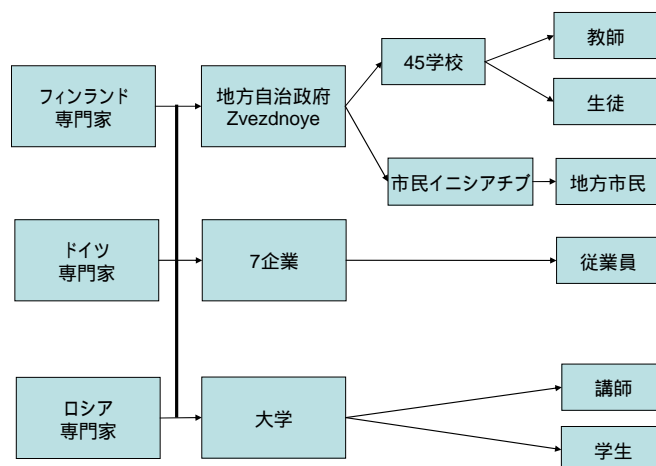 フィンランド
専門家
地方自治政府
Zvezdnoye
45学校
教師
生徒
市民イニシアチブ
地方市民
ドイツ
専門家
7企業
従業員
ロシア
専門家
大学
講師
学生